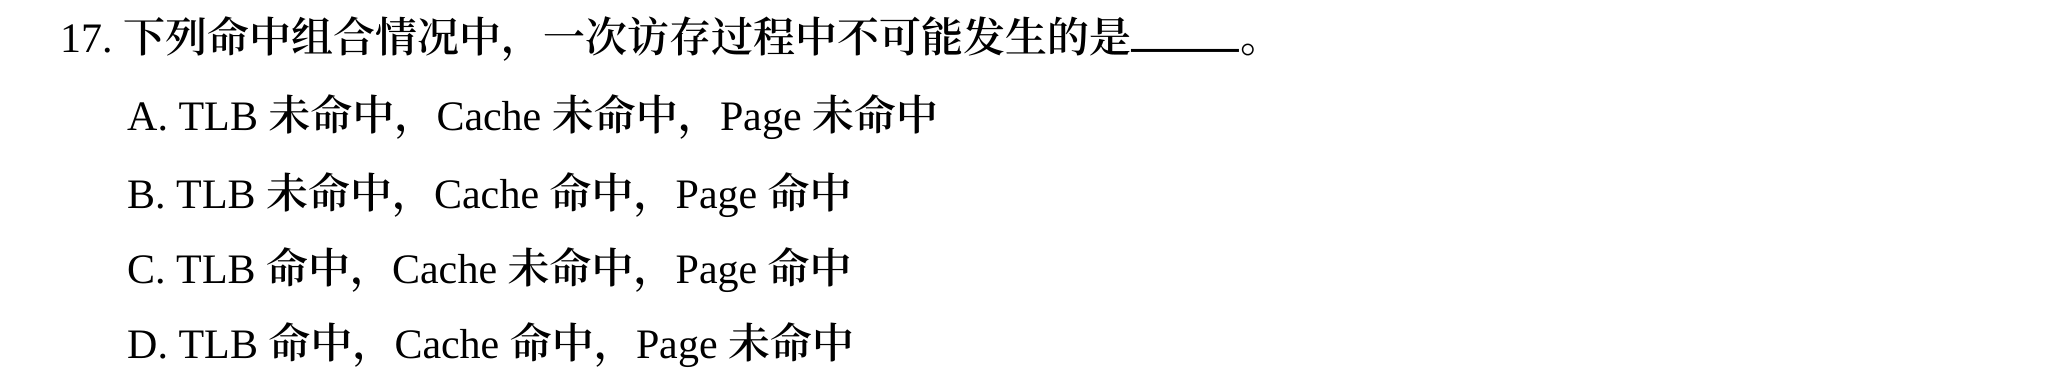 17. 下列命中组合情况中，一次访存过程中不可能发生的是_____。
A. TLB 未命中，Cache 未命中，Page 未命中
B. TLB 未命中，Cache 命中，Page 命中
C. TLB 命中，Cache 未命中，Page 命中
D. TLB 命中，Cache 命中，Page 未命中